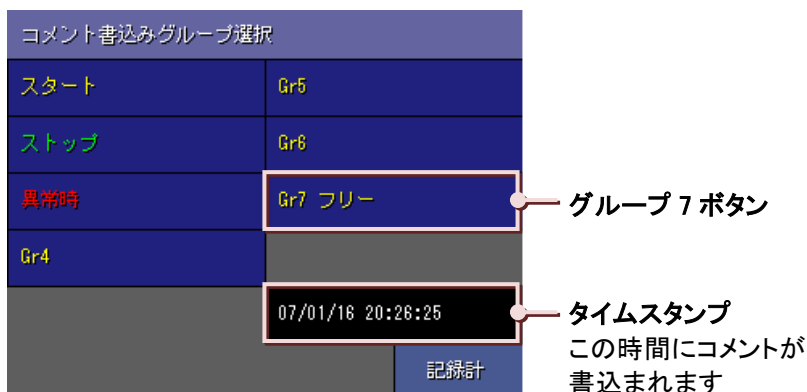 コメント書込みグループ選択
スタート
Gr5
ストップ
Gr6
異常時
Gr7 フリー
グループ 7 ボタン
Gr4
07/01/16 20:26:25
タイムスタンプ
この時間にコメントが
書込まれます
記録計